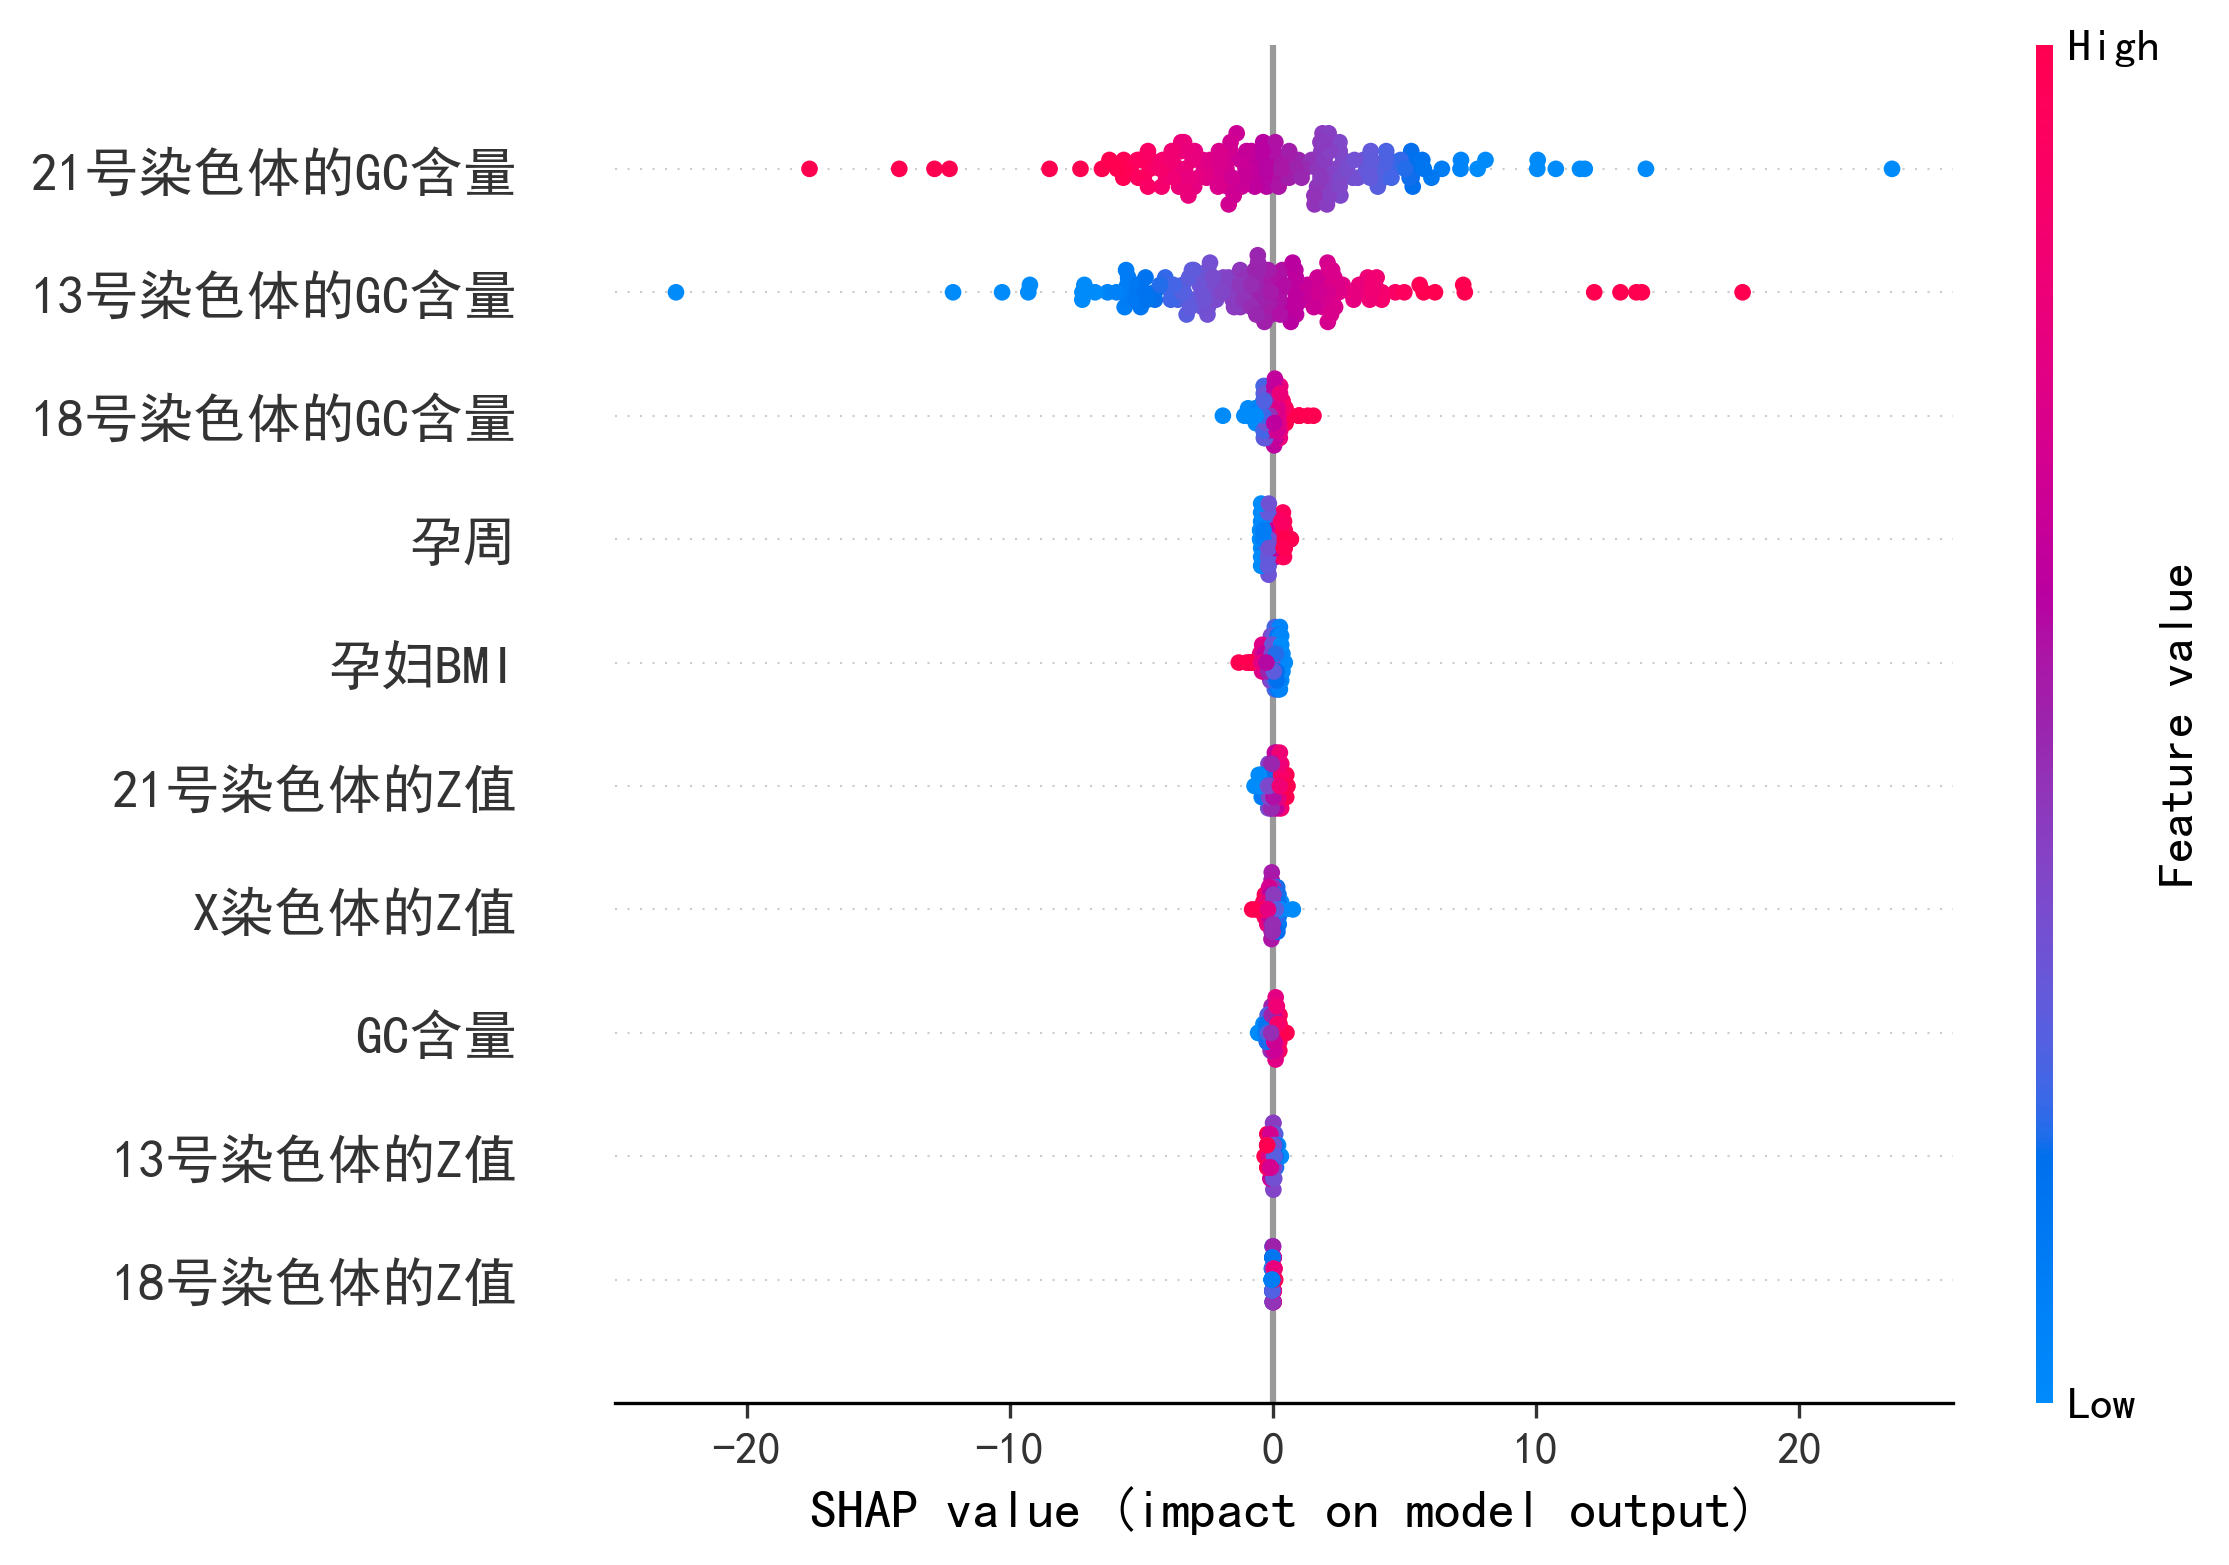 High
21号染色体的GC含量
13号染色体的GC含量
18号染色体的GC含量
孕周
孕妇BMI
21号染色体的Z值
X染色体的Z值
GC含量
13号染色体的Z值
18号染色体的Z值
Feature value
Low
−20 −10 0 10 20
SHAP value (impact on model output)